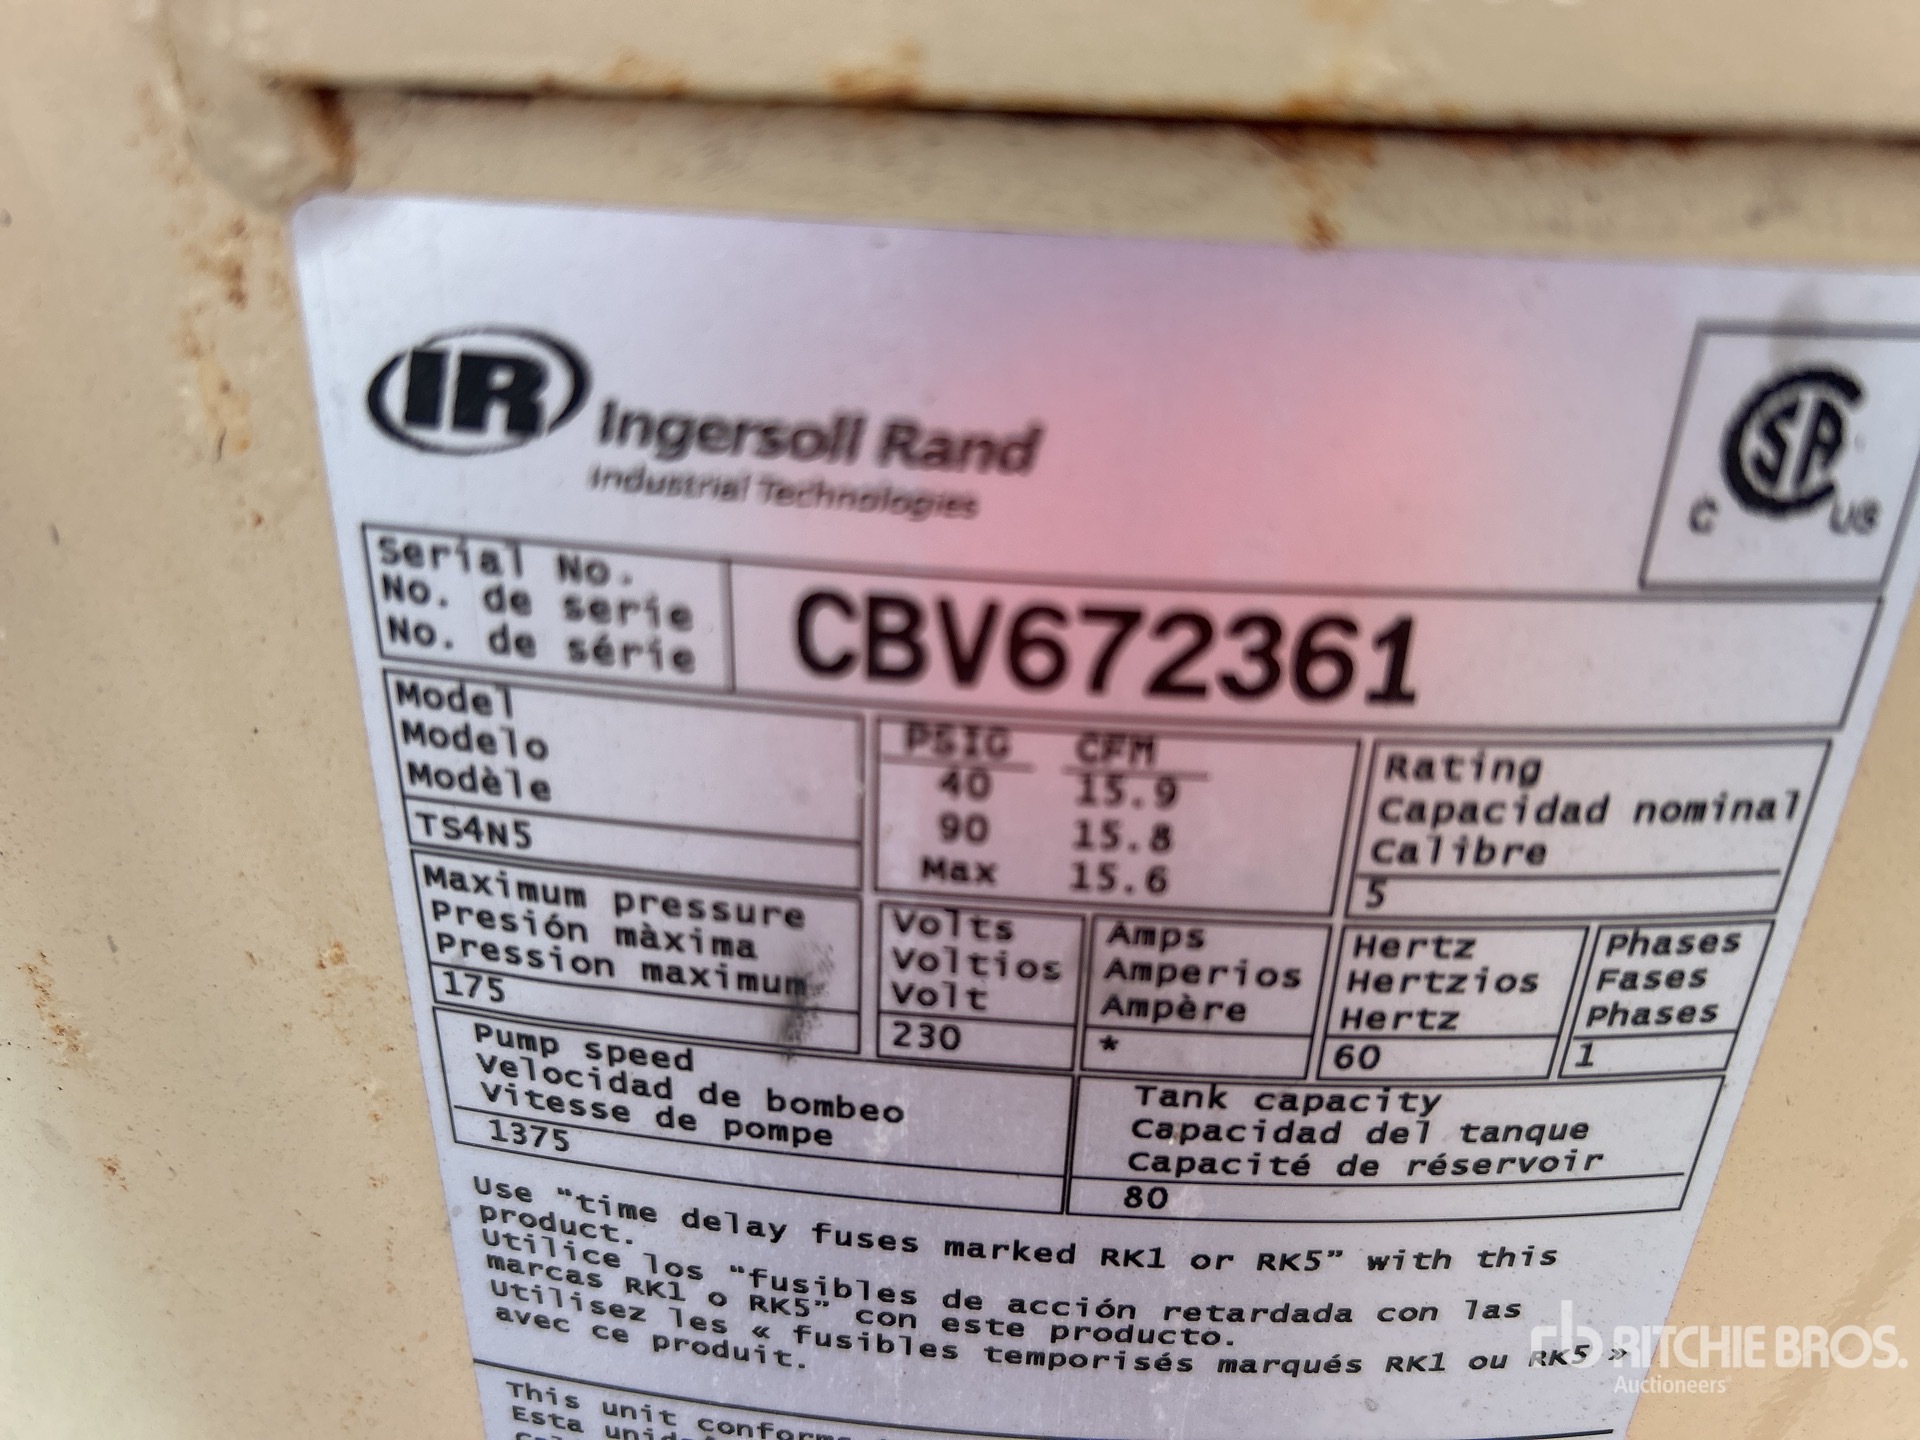 IR Ingersoll Rand
Industrial Technologies
C SA US
Serial No.
No. de serie
No. de série
CBV672361
Model
Modelo
Modèle
TS4N5
PSIG CFM
40 15.9
90 15.8
Max 15.6
Rating
Capacidad nominal
Calibre
5
Maximum pressure
Presión màxima
Pression maximum
175
Volts
Voltios
Volt
230
Amps
Amperios
Ampère
*
Hertz
Hertzios
Hertz
60
Phases
Fases
Phases
1
Pump speed
Velocidad de bombeo
Vitesse de pompe
1375
Tank capacity
Capacidad del tanque
Capacité de réservoir
80
Use "time delay fuses marked RK1 or RK5" with this
product.
Utilice los "fusibles de acción retardada con las
marcas RK1 o RK5" con este producto.
Utilisez les « fusibles temporisés marqués RK1 ou RK5 »
avec ce produit.
This unit conforms
Esta
rb RITCHIE BROS.
Auctioneers